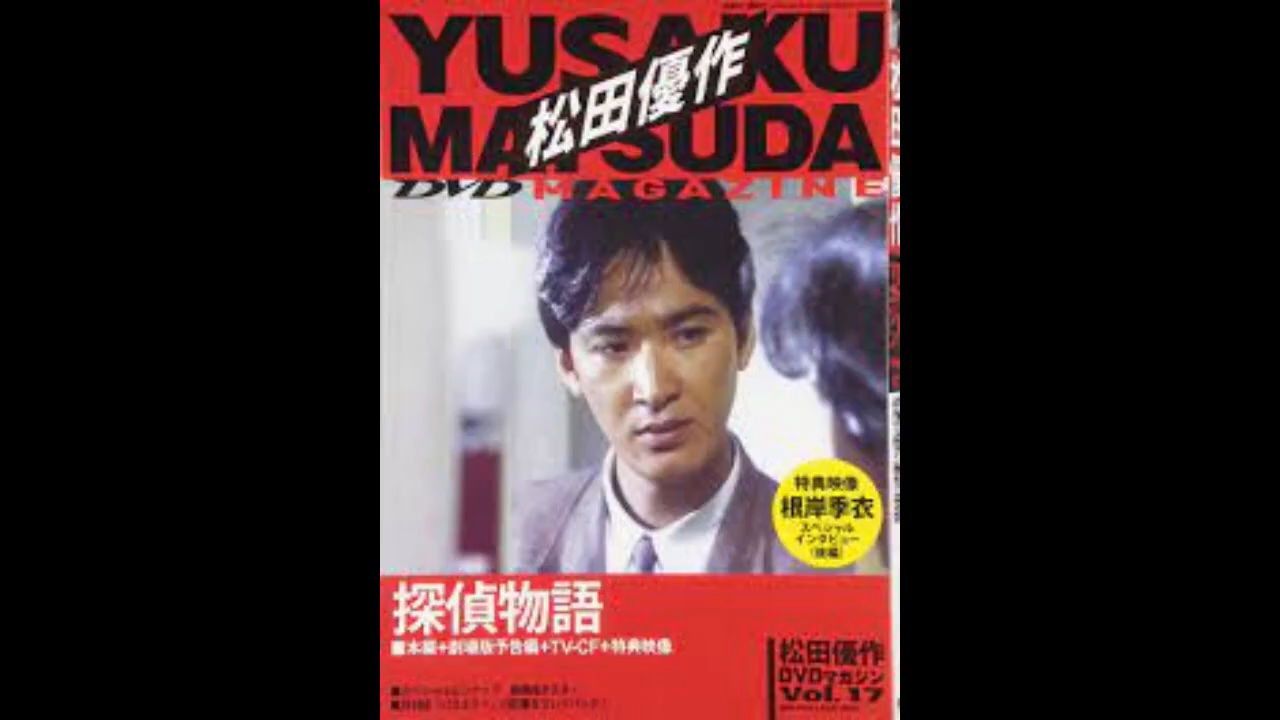 YUSAKU
松田優作
MATSUDA
DVD MAGAZINE
特典映像
根岸季衣
スペシャル
インタビュー
(後編)
探偵物語
■本編+劇場版予告編+TV-CF+特典映像
松田優作
DVDマガジン
Vol.17